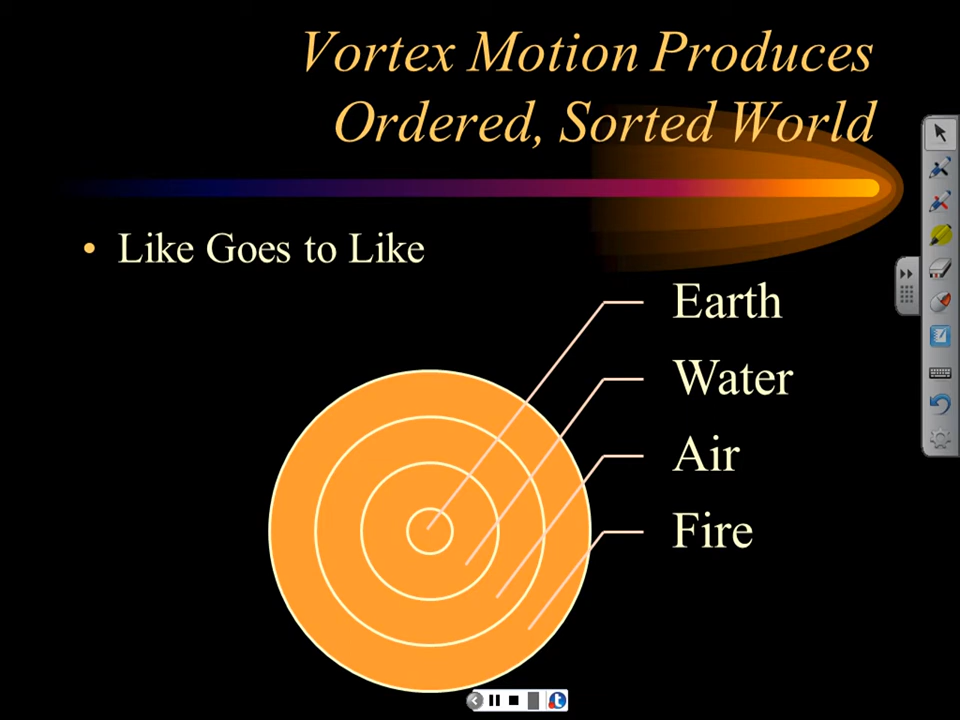 Vortex Motion Produces
Ordered, Sorted World
• Like Goes to Like
Earth
Water
Air
Fire